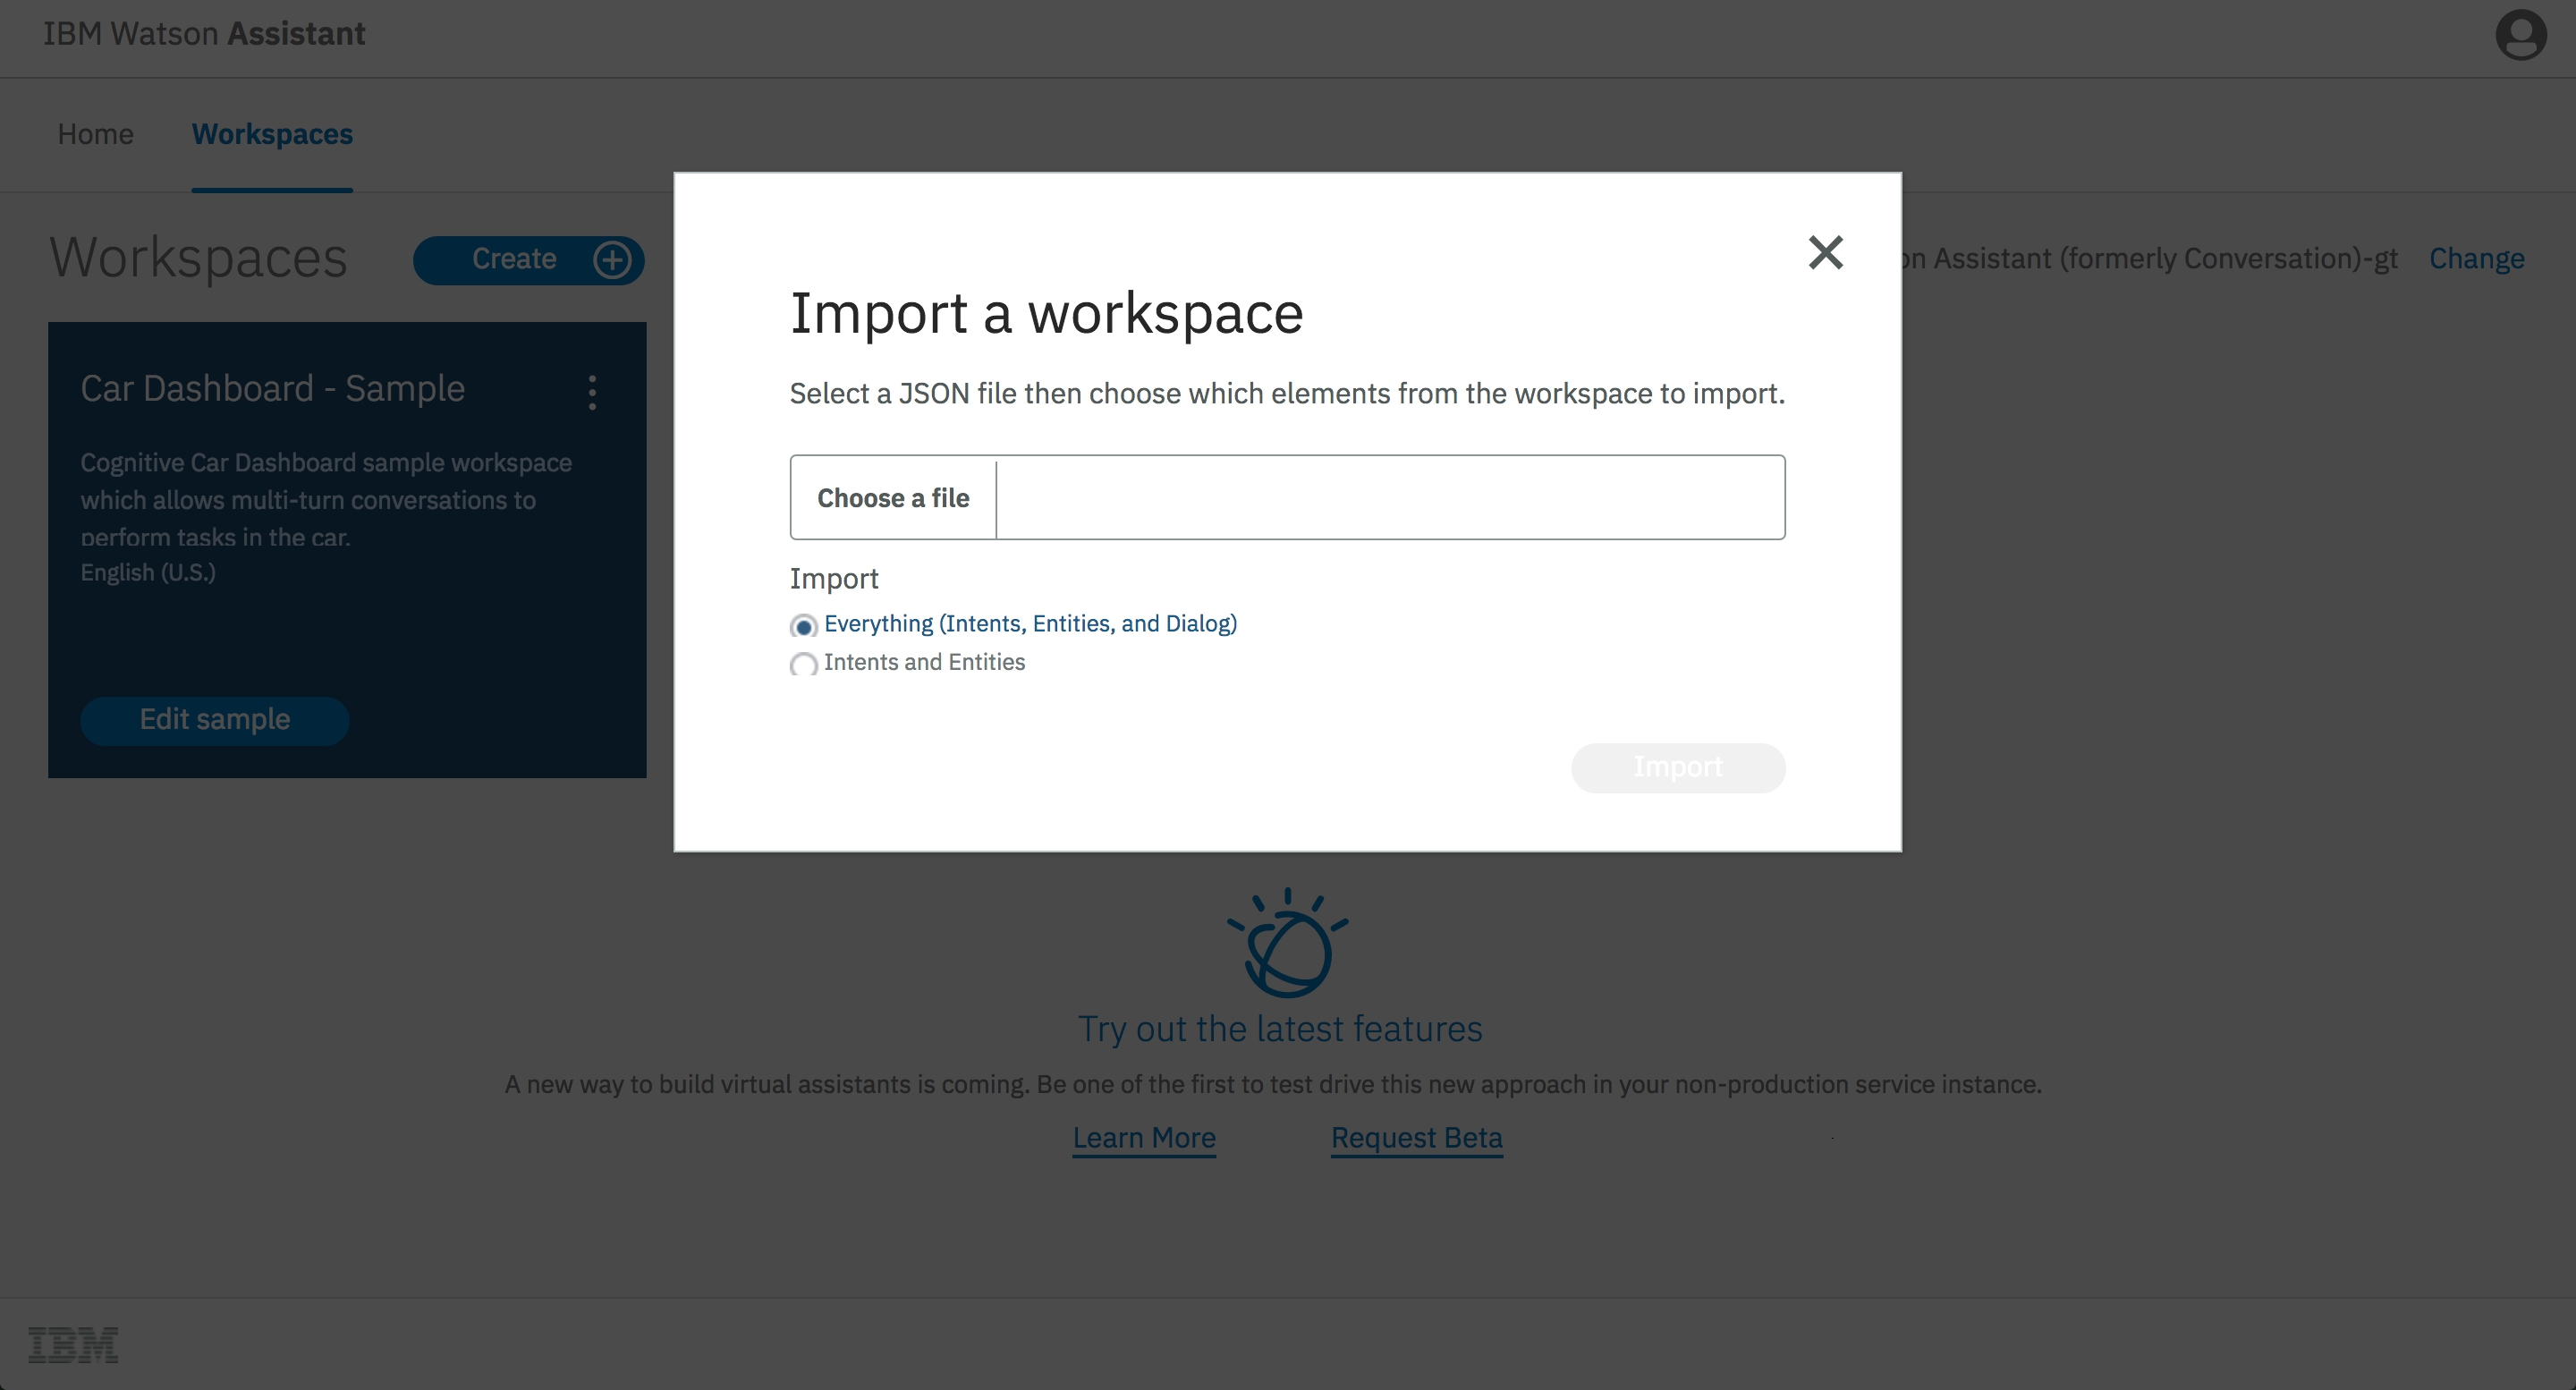 IBM Watson Assistant
Home
Workspaces
Workspaces
Create
on Assistant (formerly Conversation)-gt
Change
Car Dashboard - Sample
Cognitive Car Dashboard sample workspace
which allows multi-turn conversations to
perform tasks in the car.
English (U.S.)
Edit sample
Import a workspace
Select a JSON file then choose which elements from the workspace to import.
Choose a file
Import
Everything (Intents, Entities, and Dialog)
Intents and Entities
Import
Try out the latest features
A new way to build virtual assistants is coming. Be one of the first to test drive this new approach in your non-production service instance.
Learn More
Request Beta
IBM